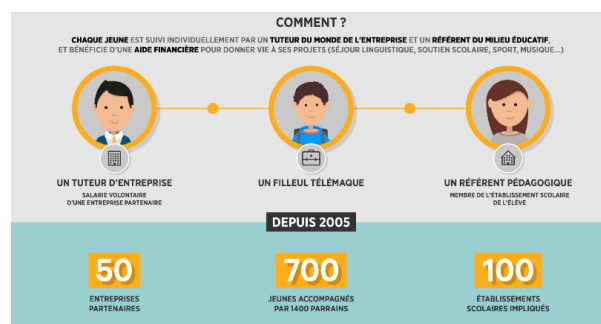 COMMENT ?
CHAQUE JEUNE EST SUIVI INDIVIDUELLEMENT PAR UN TUTEUR DU MONDE DE L'ENTREPRISE ET UN RÉFÉRENT DU MILIEU ÉDUCATIF,
ET BÉNÉFICIE D'UNE AIDE FINANCIÈRE POUR DONNER VIE À SES PROJETS (SÉJOUR LINGUISTIQUE, SOUTIEN SCOLAIRE, SPORT, MUSIQUE...)
UN TUTEUR D'ENTREPRISE
SALARIÉ VOLONTAIRE
D'UNE ENTREPRISE PARTENAIRE
UN FILLEUL TÉLÉMAQUE
UN RÉFÉRENT PÉDAGOGIQUE
MEMBRE DE L'ÉTABLISSEMENT SCOLAIRE
DE L'ÉLÈVE
DEPUIS 2005
50
ENTREPRISES
PARTENAIRES
700
JEUNES ACCOMPAGNÉS
PAR 1400 PARRAINS
100
ÉTABLISSEMENTS
SCOLAIRES IMPLIQUÉS